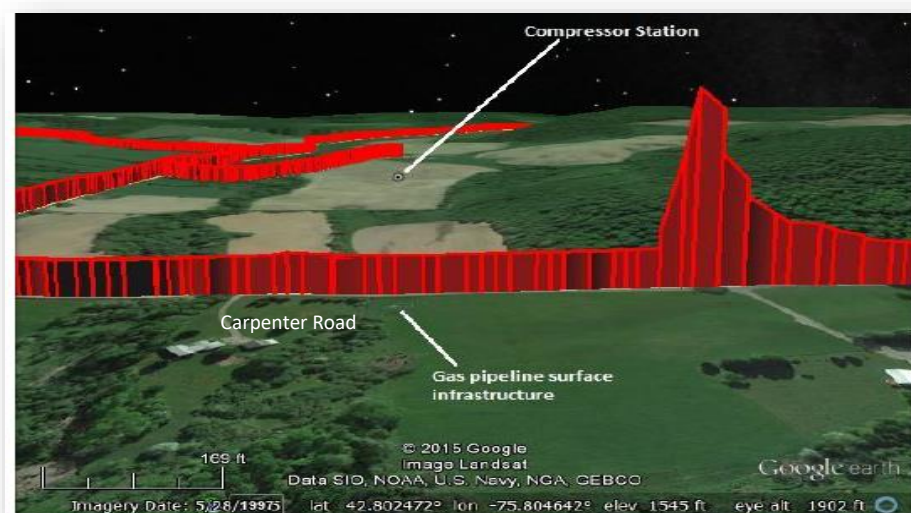 Compressor Station
Carpenter Road
Gas pipeline surface
infrastructure
169 ft
© 2015 Google
Image Landsat
Data SIO, NOAA, U.S. Navy, NGA, GEBCO
Google earth
Imagery Date: 5/28/1997 lat 42.802472° lon -75.804642° elev 1545 ft eye alt 1902 ft